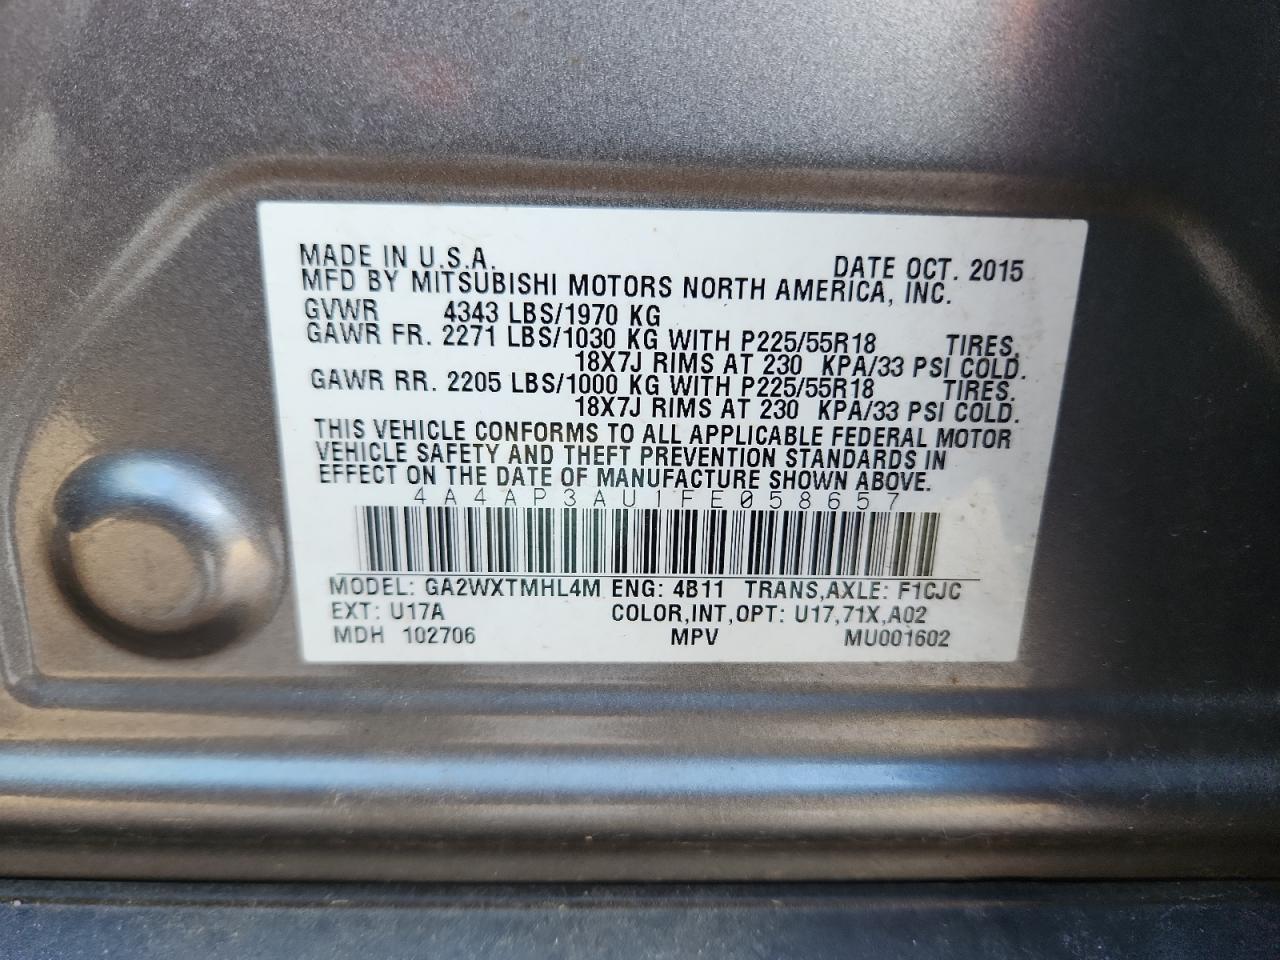 MADE IN U.S.A. DATE OCT. 2015
MFD BY MITSUBISHI MOTORS NORTH AMERICA, INC.
GVWR 4343 LBS/1970 KG
GAWR FR. 2271 LBS/1030 KG WITH P225/55R18 TIRES,
18X7J RIMS AT 230 KPA/33 PSI COLD.
GAWR RR. 2205 LBS/1000 KG WITH P225/55R18 TIRES.
18X7J RIMS AT 230 KPA/33 PSI COLD.
THIS VEHICLE CONFORMS TO ALL APPLICABLE FEDERAL MOTOR
VEHICLE SAFETY AND THEFT PREVENTION STANDARDS IN
EFFECT ON THE DATE OF MANUFACTURE SHOWN ABOVE.
4A4AP3AU1FE058657
MODEL: GA2WXTMHL4M ENG: 4B11 TRANS,AXLE: F1CJC
EXT: U17A COLOR,INT,OPT: U17,71X,A02
MDH 102706 MPV MU001602